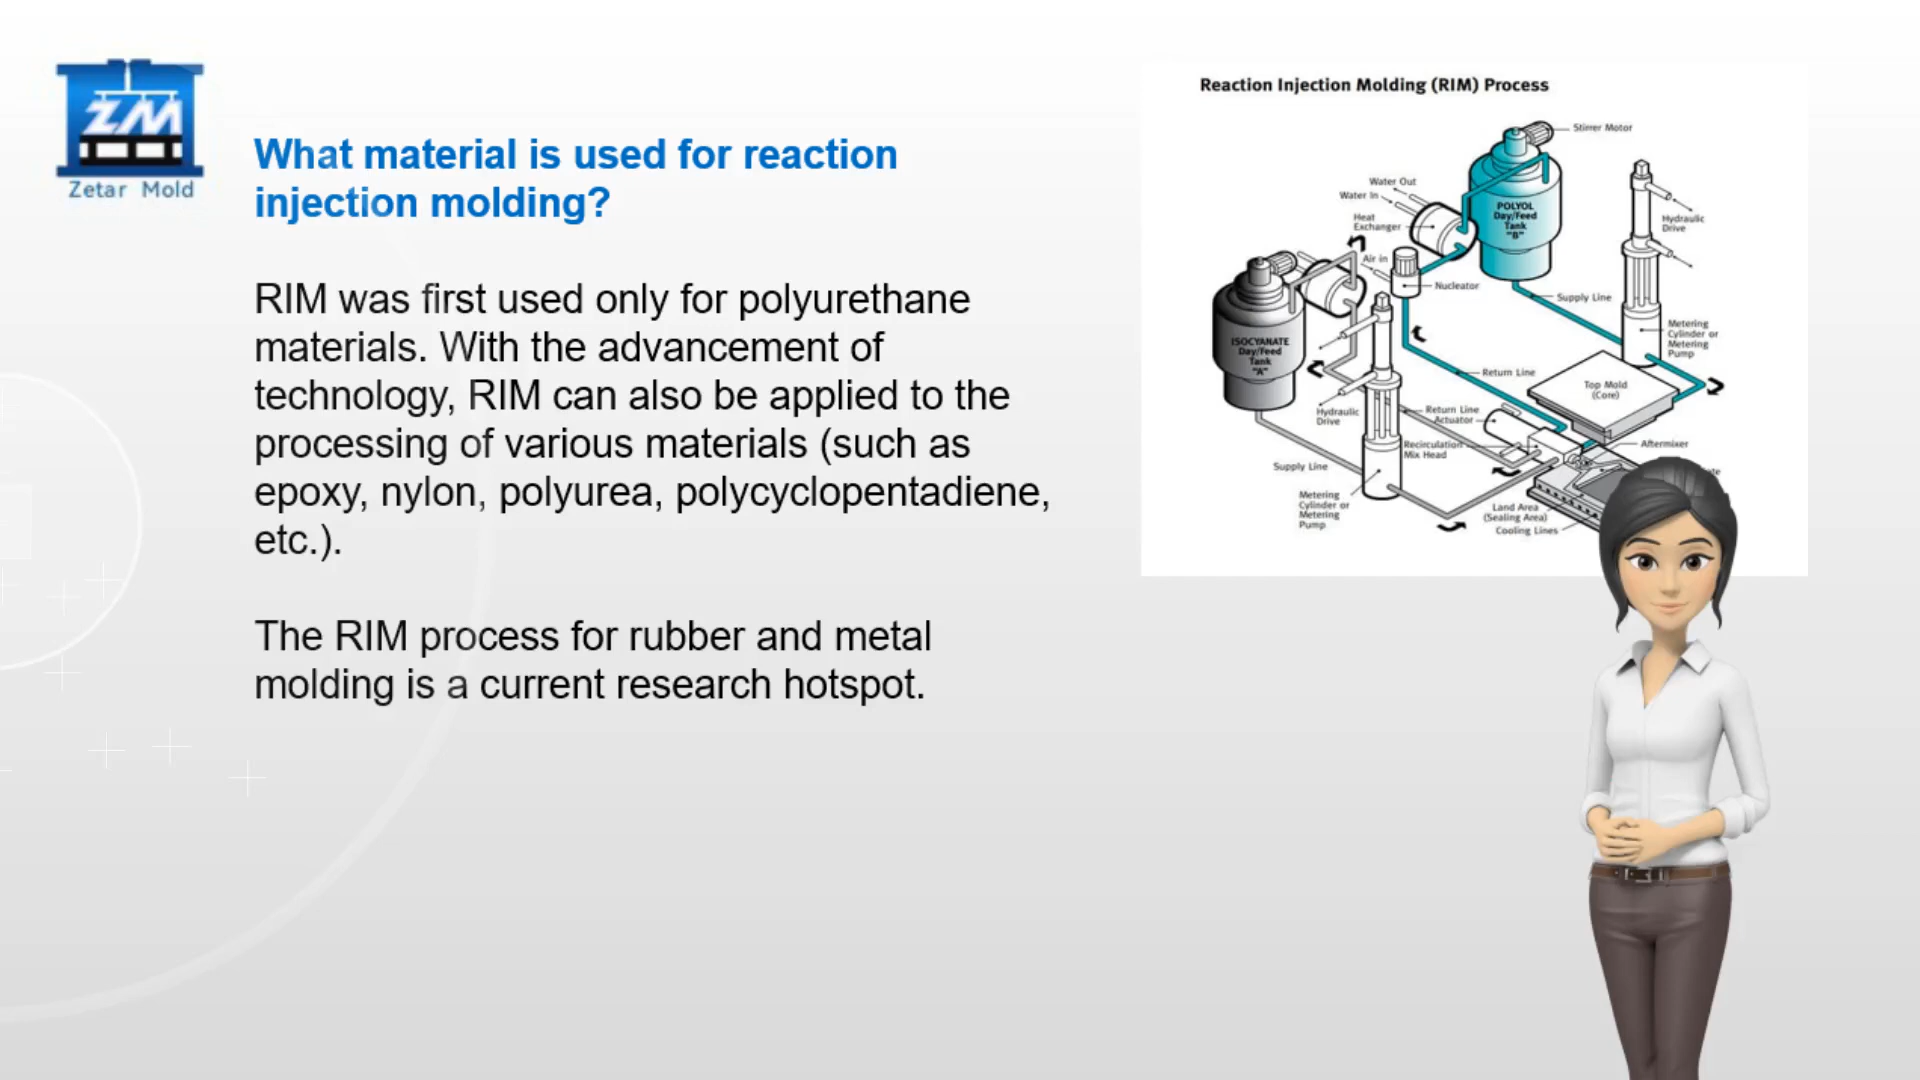 ZM
Zetar Mold
What material is used for reaction
injection molding?
RIM was first used only for polyurethane
materials. With the advancement of
technology, RIM can also be applied to the
processing of various materials (such as
epoxy, nylon, polyurea, polycyclopentadiene,
etc.).
The RIM process for rubber and metal
molding is a current research hotspot.
Reaction Injection Molding (RIM) Process
Stirrer Motor
Water Out
Water In
Heat
Exchanger
POLYOL
Day/Feed
Tank
"B"
Hydraulic
Drive
Air in
Nucleator
Supply Line
ISOCYANATE
Day/Feed
Tank
"A"
Metering
Cylinder or
Metering
Pump
Return Line
Top Mold
(Core)
Hydraulic
Drive
Return Line
Actuator
Recirculation
Mix Head
Aftermixer
Supply Line
Metering
Cylinder or
Metering
Pump
Land Area
(Sealing Area)
Cooling Lines